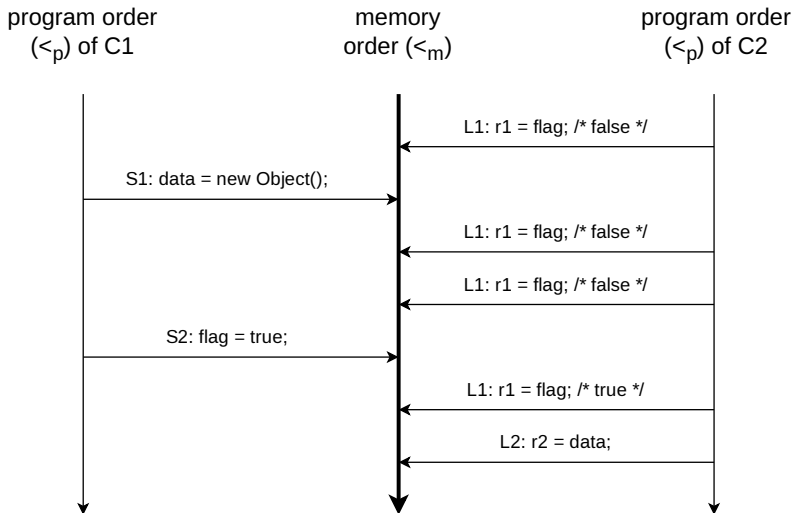 program order
(<p) of C1
memory
order (<m)
program order
(<p) of C2
L1: r1 = flag; /* false */
S1: data = new Object();
L1: r1 = flag; /* false */
L1: r1 = flag; /* false */
S2: flag = true;
L1: r1 = flag; /* true */
L2: r2 = data;